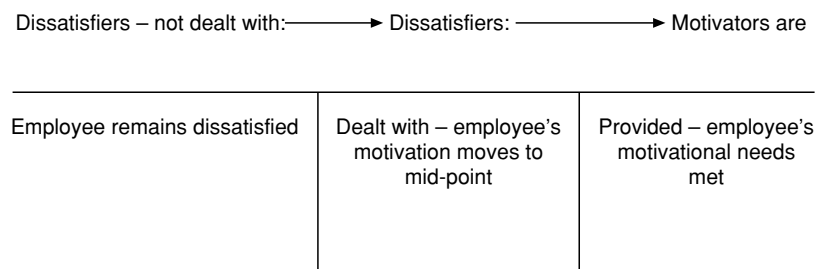 Dissatisfiers – not dealt with: Dissatisfiers: Motivators are
Employee remains dissatisfied
Dealt with – employee's
motivation moves to
mid-point
Provided – employee's
motivational needs
met